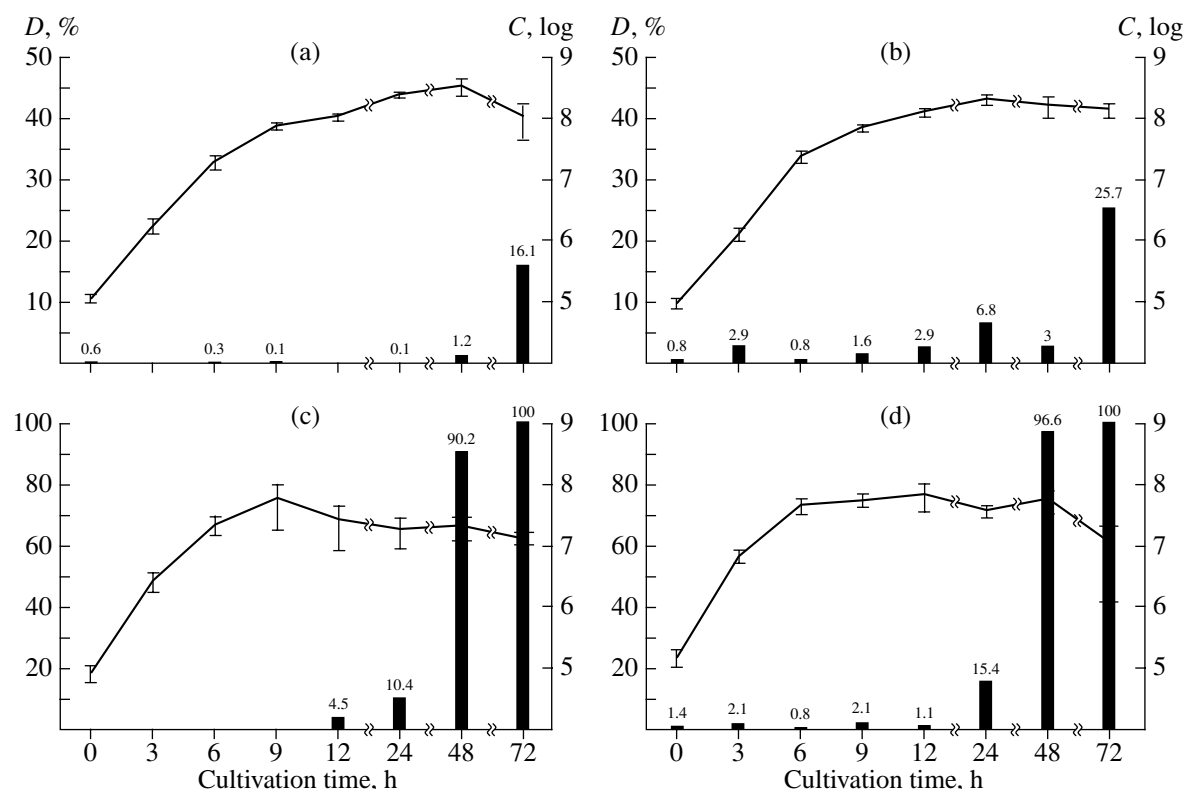 D, % C, log D, % C, log
(a) (b)
50 9 50 9
40 8 40 8
30 7 30 7
25.7
20 6 20 6
16.1
10 5 10 5
6.8
0.6 0.3 0.1 0.1 1.2 0.8 2.9 0.8 1.6 2.9 3
(c) (d)
100 100 9 100 100 9
90.2 96.6
80 8 80 8
60 7 60 7
40 6 40 6
20 5 20 5
4.5 10.4 1.4 2.1 0.8 2.1 1.1 15.4
0 3 6 9 12 24 48 72 0 3 6 9 12 24 48 72
Cultivation time, h Cultivation time, h